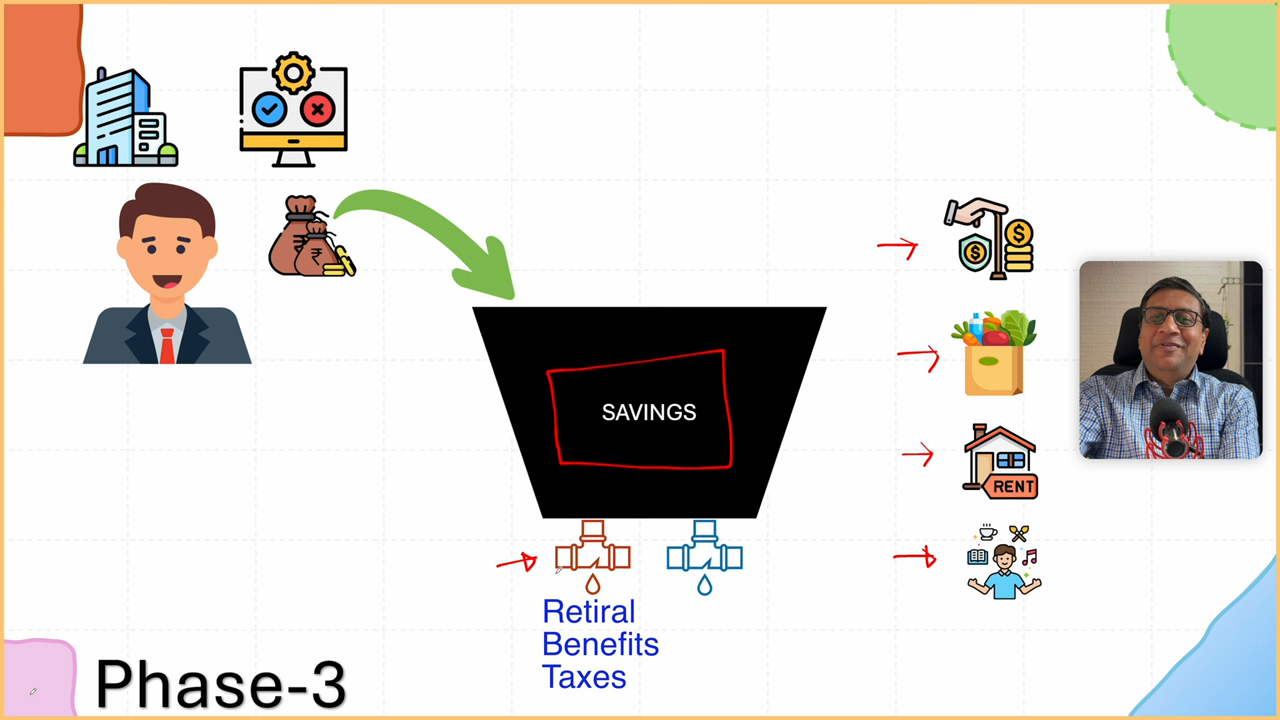 SAVINGS
RENT
Retiral
Benefits
Taxes
Phase-3